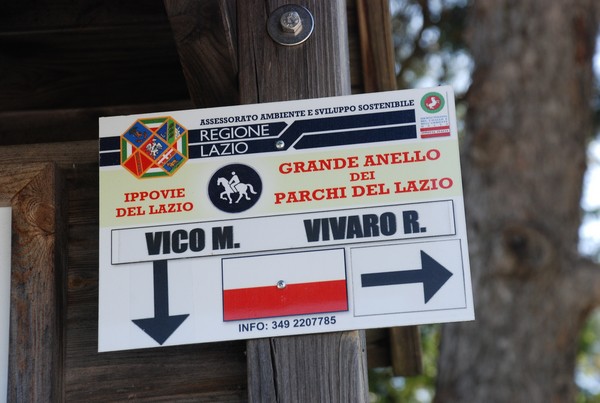 ASSESSORATO AMBIENTE E SVILUPPO SOSTENIBILE
REGIONE
LAZIO
IPPOVIE
DEL LAZIO
GRANDE ANELLO
DEI
PARCHI DEL LAZIO
VICO M.
VIVARO R.
INFO: 349 2207785